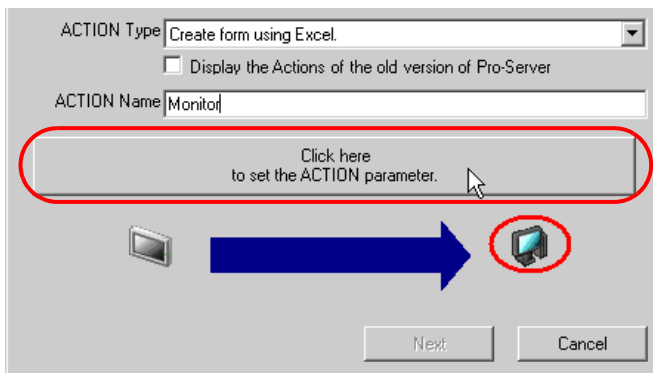 ACTION Type Create form using Excel.
Display the Actions of the old version of Pro-Server
ACTION Name Monitor
Click here
to set the ACTION parameter.
Next Cancel